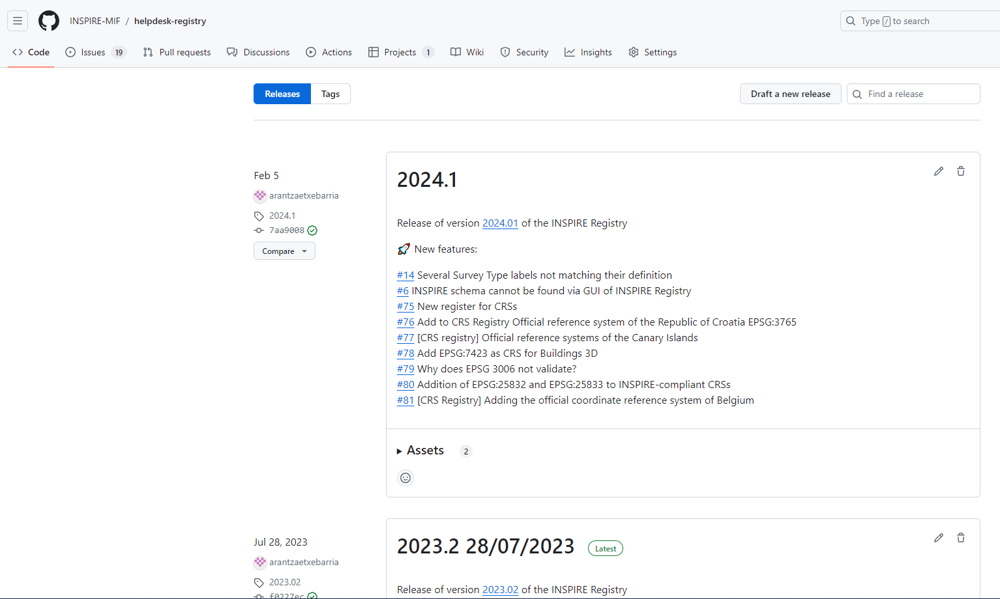 INSPIRE-MIF / helpdesk-registry
Type / to search
Code Issues 19 Pull requests Discussions Actions Projects 1 Wiki Security Insights Settings
Releases Tags
Draft a new release
Find a release
Feb 5
arantzaetxebarria
2024.1
7aa9008
Compare
2024.1
Release of version 2024.01 of the INSPIRE Registry
🚀 New features:
#14 Several Survey Type labels not matching their definition
#6 INSPIRE schema cannot be found via GUI of INSPIRE Registry
#75 New register for CRSs
#76 Add to CRS Registry Official reference system of the Republic of Croatia EPSG:3765
#77 [CRS registry] Official reference systems of the Canary Islands
#78 Add EPSG:7423 as CRS for Buildings 3D
#79 Why does EPSG 3006 not validate?
#80 Addition of EPSG:25832 and EPSG:25833 to INSPIRE-compliant CRSs
#81 [CRS Registry] Adding the official coordinate reference system of Belgium
Assets 2
Jul 28, 2023
arantzaetxebarria
2023.02
f0227ec
2023.2 28/07/2023 Latest
Release of version 2023.02 of the INSPIRE Registry